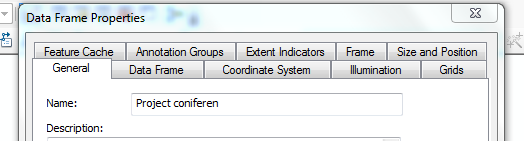 Data Frame Properties
Feature Cache Annotation Groups Extent Indicators Frame Size and Position
General Data Frame Coordinate System Illumination Grids
Name: Project coniferen
Description: